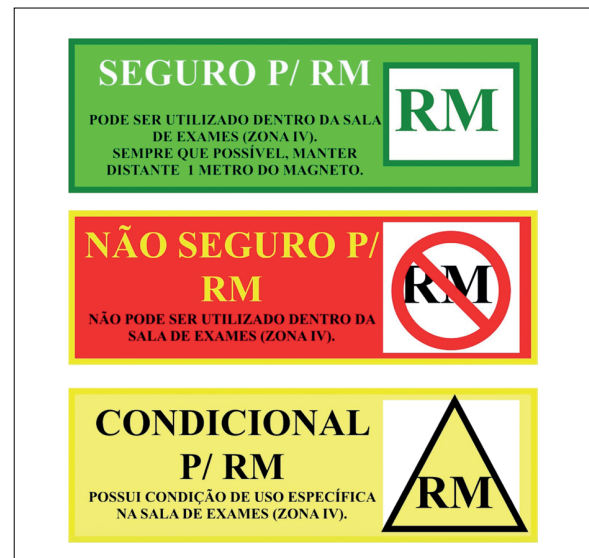 SEGURO P/ RM
PODE SER UTILIZADO DENTRO DA SALA
DE EXAMES (ZONA IV).
SEMPRE QUE POSSÍVEL, MANTER
DISTANTE 1 METRO DO MAGNETO.
RM
NÃO SEGURO P/
RM
NÃO PODE SER UTILIZADO DENTRO DA
SALA DE EXAMES (ZONA IV).
RM
CONDICIONAL
P/ RM
POSSUI CONDIÇÃO DE USO ESPECÍFICA
NA SALA DE EXAMES (ZONA IV).
RM